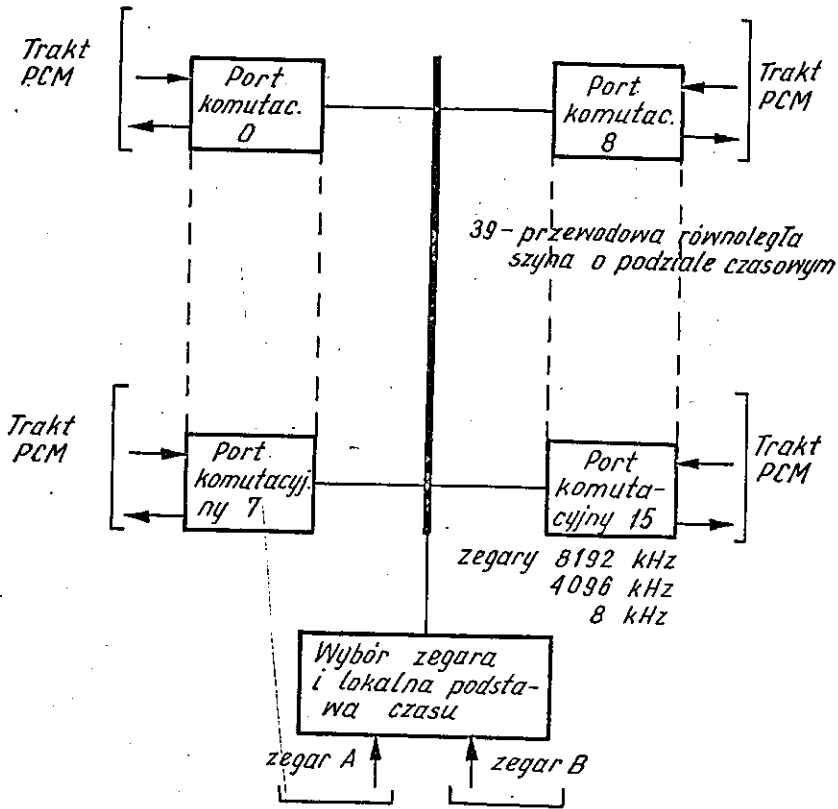 Trakt
PCM
Port
komutac.
0
Port
komutac.
8
Trakt
PCM
39-przewodowa równoległa
szyna o podziale czasowym
Trakt
PCM
Port
komutacyj.
ny 7
Port
komuta-
cyjny 15
Trakt
PCM
zegary 8192 kHz
4096 kHz
8 kHz
Wybór zegara
i lokalna podsta-
wa czasu
zegar A
zegar B